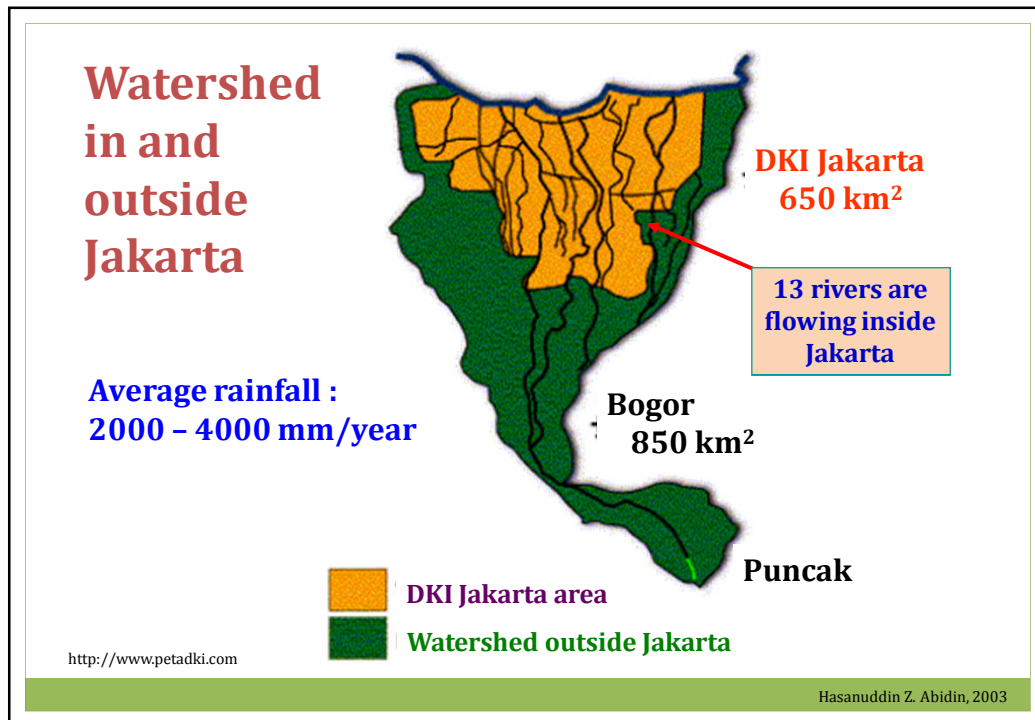 Watershed
in and
outside
Jakarta
DKI Jakarta
650 km²
13 rivers are
flowing inside
Jakarta
Average rainfall :
2000 – 4000 mm/year
Bogor
850 km²
Puncak
DKI Jakarta area
Watershed outside Jakarta
http://www.petadki.com
Hasanuddin Z. Abidin, 2003